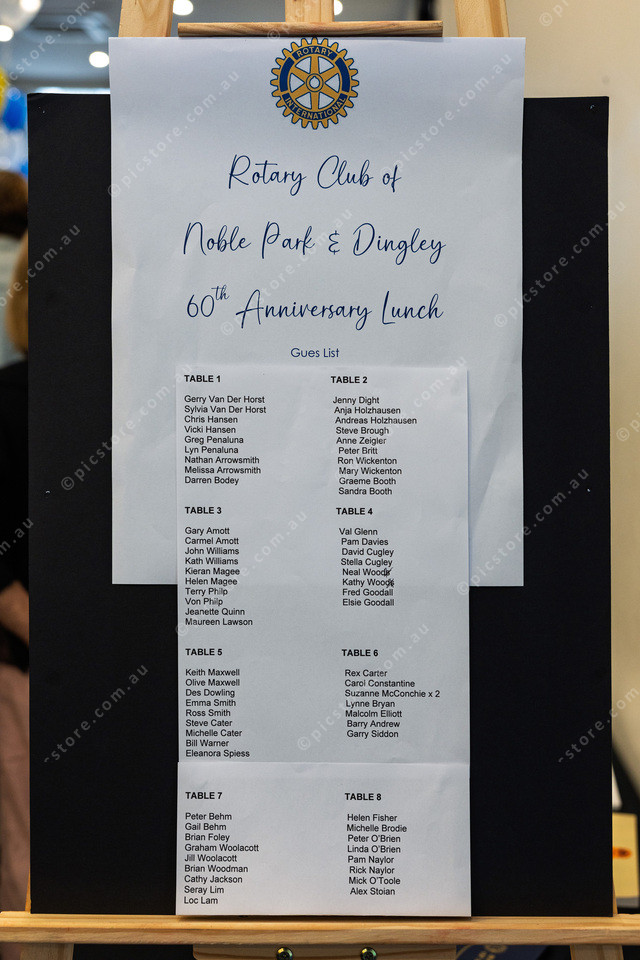 ROTARY
INTERNATIONAL
Rotary Club of
Noble Park & Dingley
60th Anniversary Lunch
Gues List
TABLE 1
Gerry Van Der Horst
Sylvia Van Der Horst
Chris Hansen
Vicki Hansen
Greg Penaluna
Lyn Penaluna
Nathan Arrowsmith
Melissa Arrowsmith
Darren Bodey
TABLE 2
Jenny Dight
Anja Holzhausen
Andreas Holzhausen
Steve Brough
Anne Zeigler
Peter Britt
Ron Wickenton
Mary Wickenton
Graeme Booth
Sandra Booth
TABLE 3
Gary Amott
Carmel Amott
John Williams
Kath Williams
Kieran Magee
Helen Magee
Terry Philp
Von Philp
Jeanette Quinn
Maureen Lawson
TABLE 4
Val Glenn
Pam Davies
David Cugley
Stella Cugley
Neal Woods
Kathy Woods
Fred Goodall
Elsie Goodall
TABLE 5
Keith Maxwell
Olive Maxwell
Des Dowling
Emma Smith
Ross Smith
Steve Cater
Michelle Cater
Bill Warner
Eleanora Spiess
TABLE 6
Rex Carter
Carol Constantine
Suzanne McConchie x 2
Lynne Bryan
Malcolm Elliott
Barry Andrew
Garry Siddon
TABLE 7
Peter Behm
Gail Behm
Brian Foley
Graham Woolacott
Jill Woolacott
Brian Woodman
Cathy Jackson
Seray Lim
Loc Lam
TABLE 8
Helen Fisher
Michelle Brodie
Peter O'Brien
Linda O'Brien
Pam Naylor
Rick Naylor
Mick O'Toole
Alex Stoian
©picstore.com.au